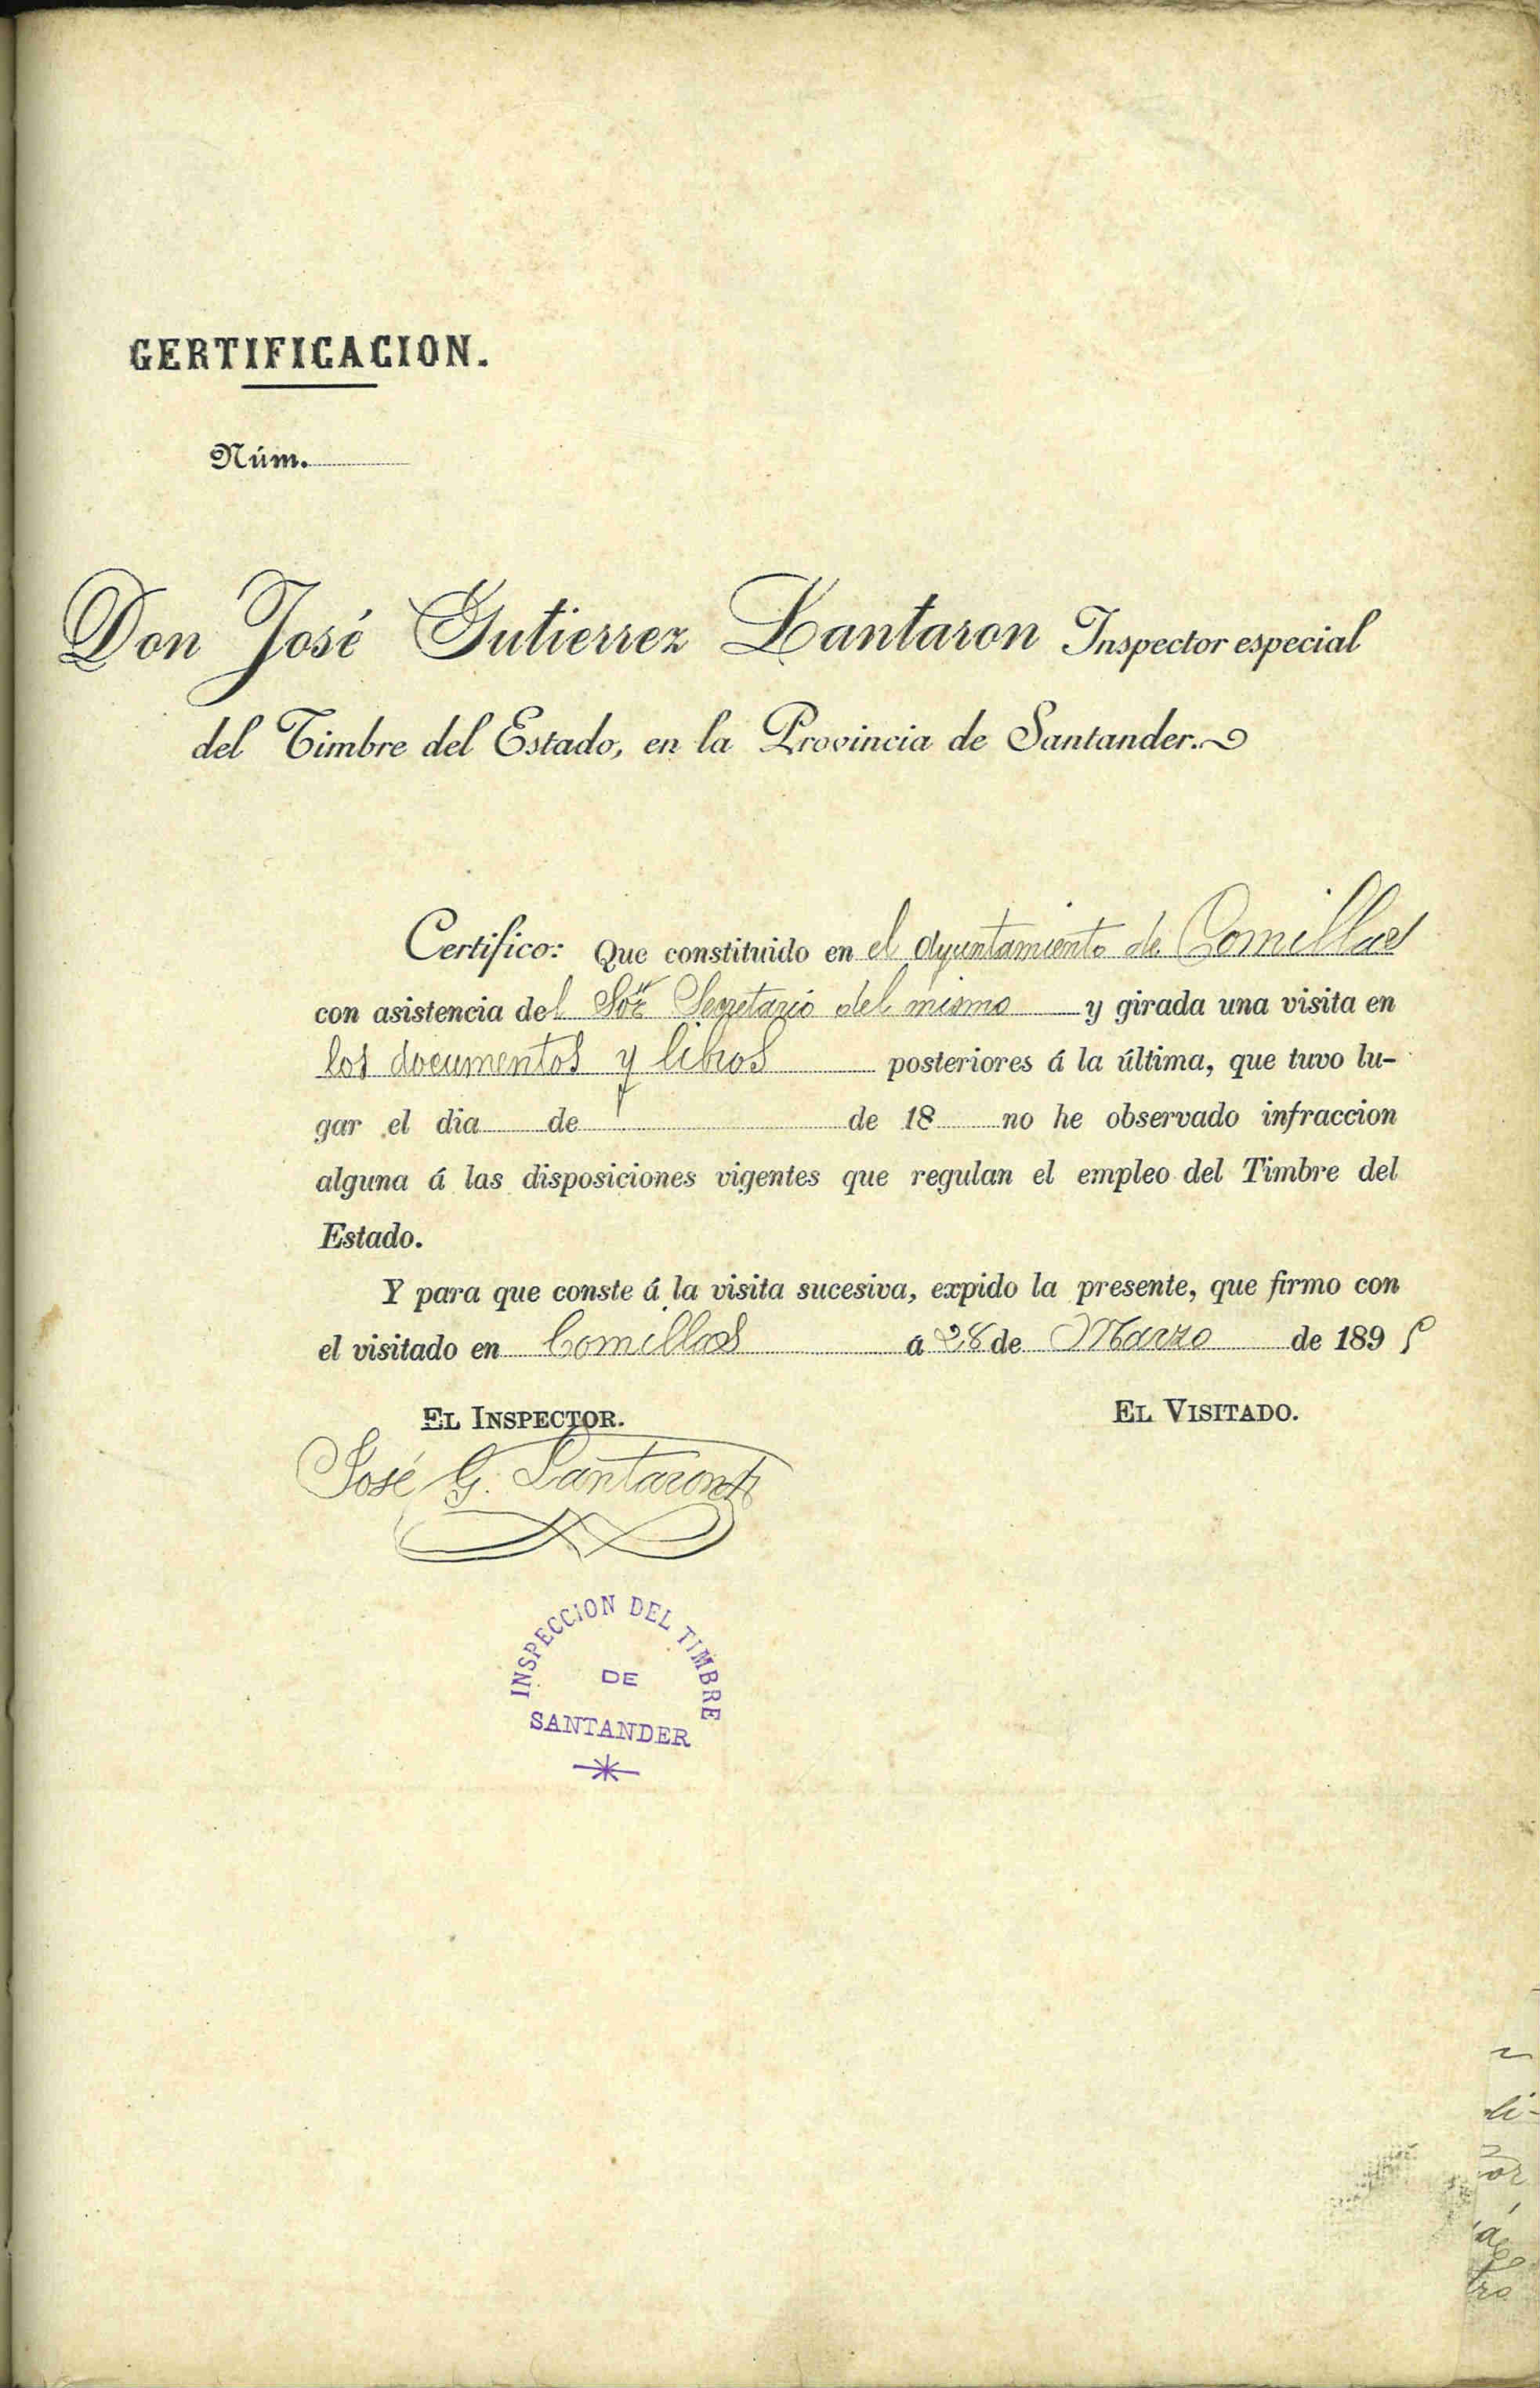 CERTIFICACION.
Núm.
Don José Gutierrez Lantaron Inspector especial
del Timbre del Estado, en la Provincia de Santander.
Certifico: Que constituido en el Ayuntamiento de Comillas
con asistencia del Sor Secretario del mismo y girada una visita en
los documentos y libros posteriores á la última, que tuvo lu-
gar el dia de de 18 no he observado infraccion
alguna á las disposiciones vigentes que regulan el empleo del Timbre del
Estado.
Y para que conste á la visita sucesiva, expido la presente, que firmo con
el visitado en Comillas á 28 de Marzo de 1895
EL INSPECTOR. EL VISITADO.
José G. Lantaron
INSPECCION DEL TIMBRE
DE
SANTANDER